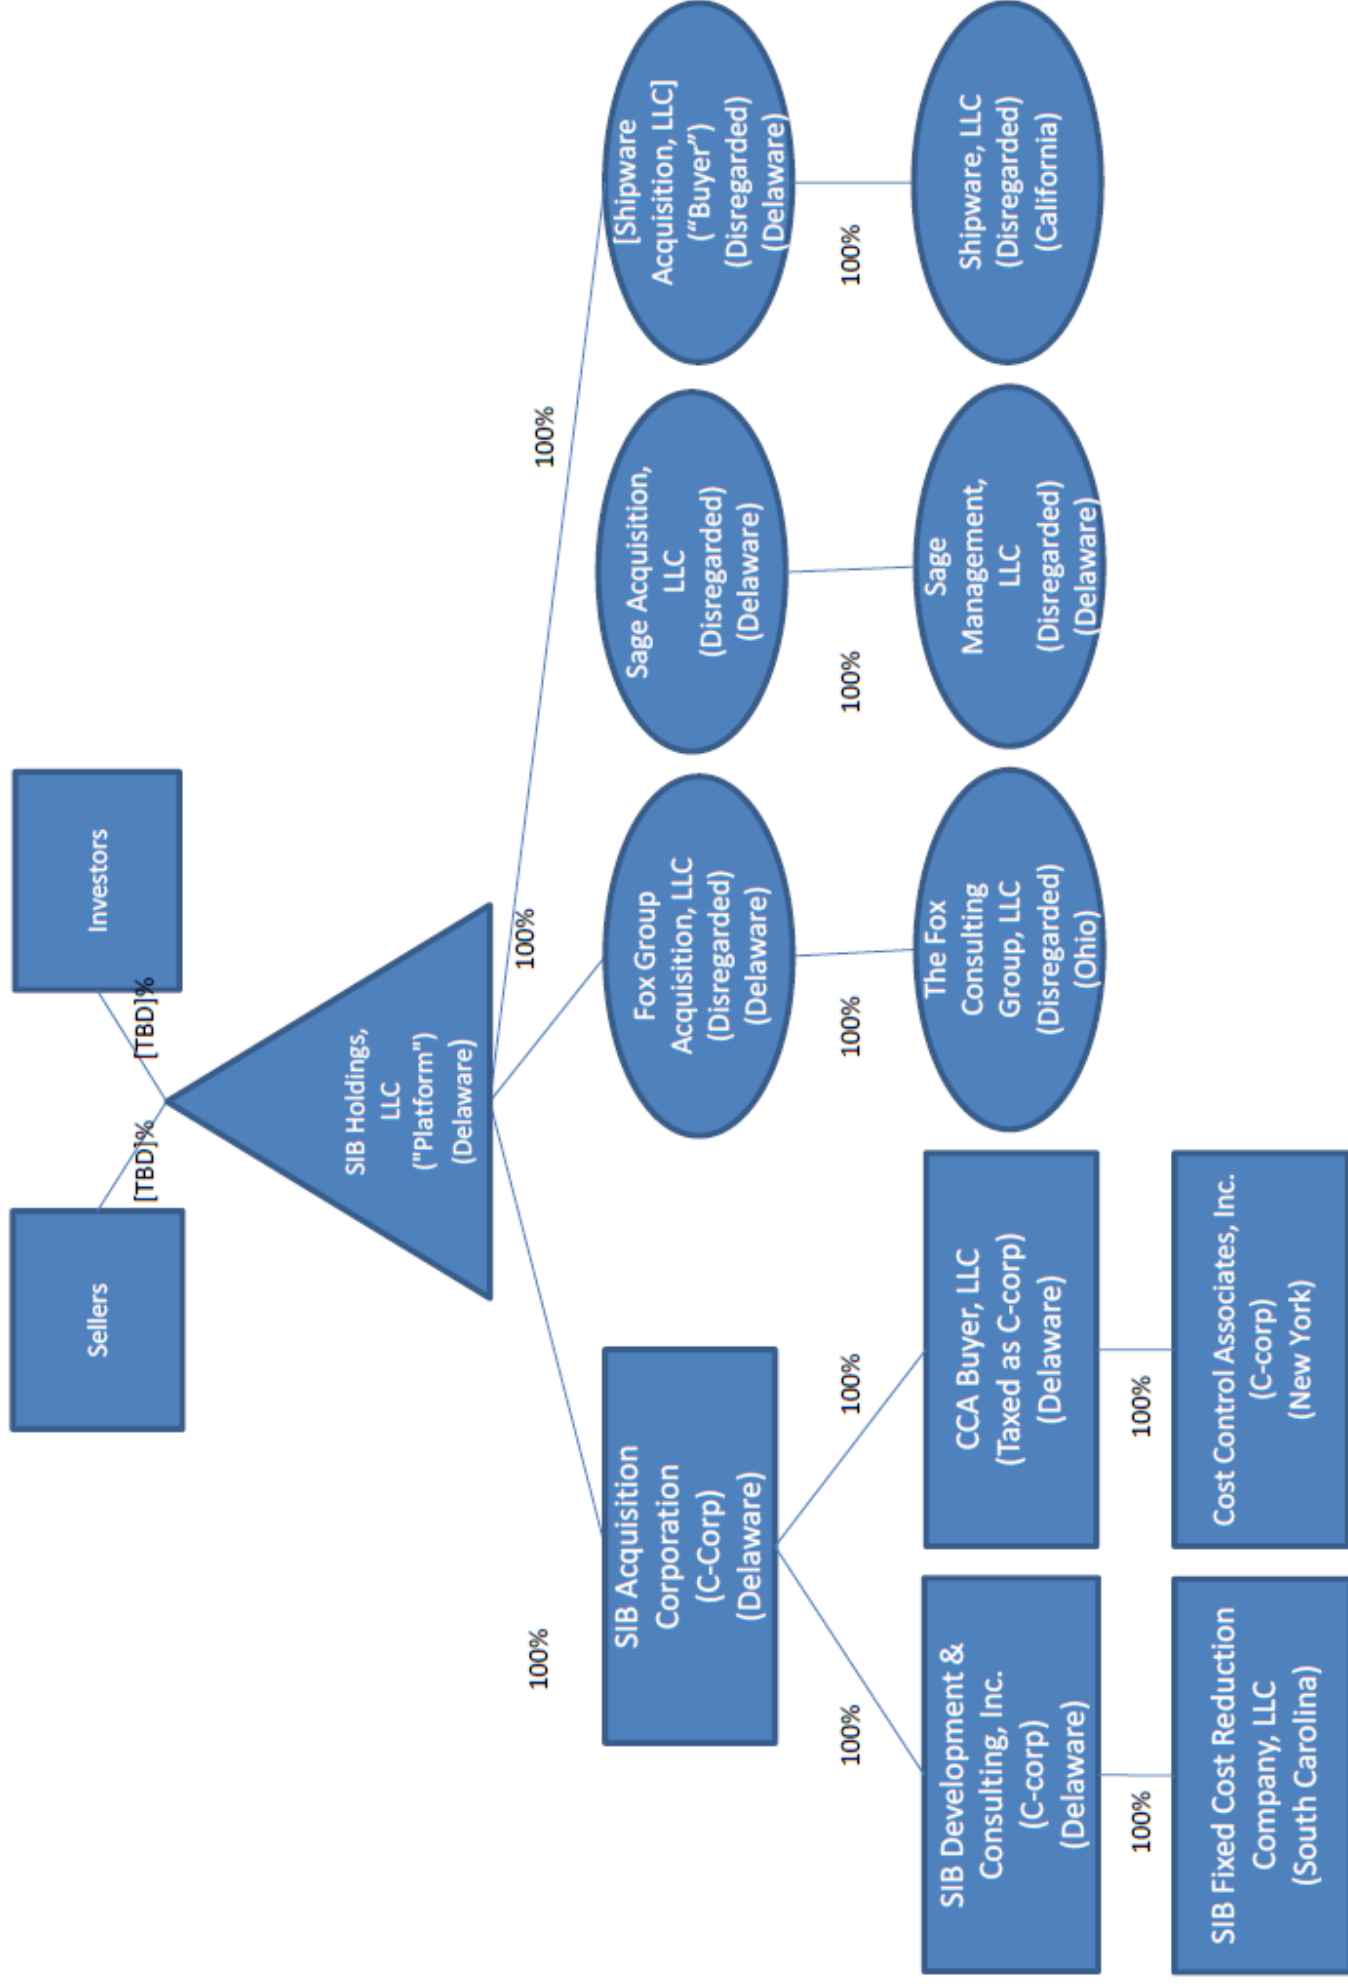 Sellers
Investors
[TBD]%
[TBD]%
SIB Holdings,
LLC
("Platform")
(Delaware)
100%
100%
100%
SIB Acquisition
Corporation
(C-Corp)
(Delaware)
Fox Group
Acquisition, LLC
(Disregarded)
(Delaware)
Sage Acquisition,
LLC
(Disregarded)
(Delaware)
[Shipware
Acquisition, LLC]
(“Buyer”)
(Disregarded)
(Delaware)
100%
100%
100%
100%
100%
SIB Development &
Consulting, Inc.
(C-corp)
(Delaware)
CCA Buyer, LLC
(Taxed as C-corp)
(Delaware)
The Fox
Consulting
Group, LLC
(Disregarded)
(Ohio)
Sage
Management,
LLC
(Disregarded)
(Delaware)
Shipware, LLC
(Disregarded)
(California)
100%
100%
SIB Fixed Cost Reduction
Company, LLC
(South Carolina)
Cost Control Associates, Inc.
(C-corp)
(New York)